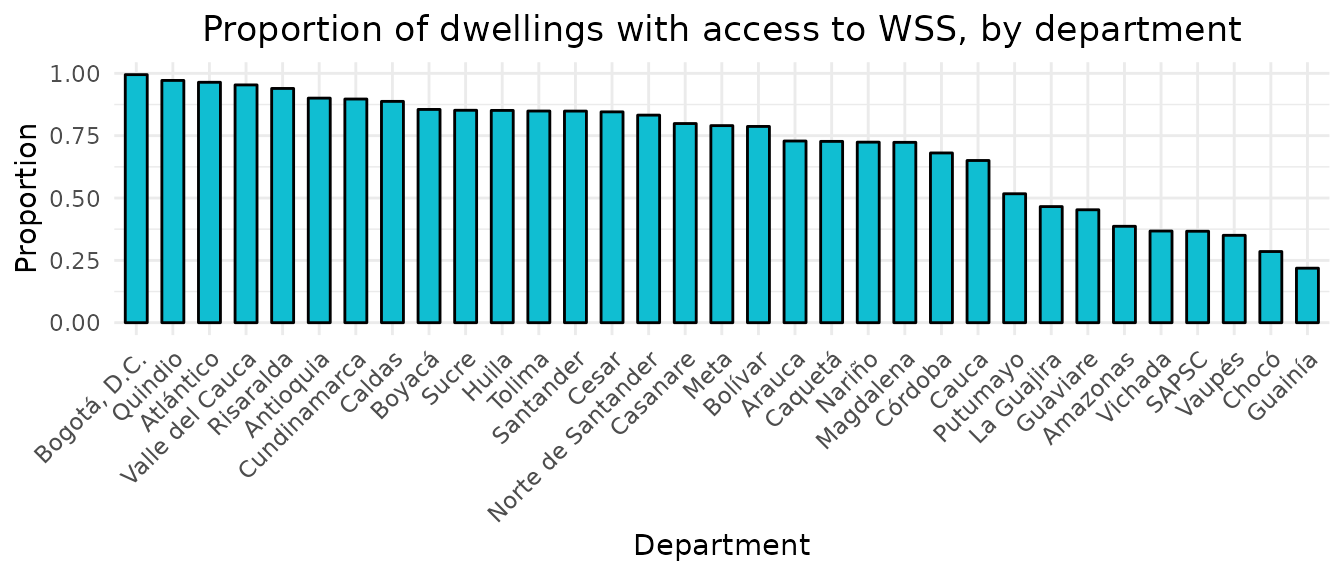 Proportion of dwellings with access to WSS, by department
Proportion
1.00
0.75
0.50
0.25
0.00
Bogotá, D.C.
Quindio
Atlántico
Valle del Cauca
Risaralda
Antioquia
Cundinamarca
Caldas
Boyacá
Sucre
Huila
Tolima
Santander
Cesar
Norte de Santander
Casanare
Meta
Bolívar
Arauca
Caquetá
Nariño
Magdalena
Córdoba
Cauca
Putumayo
La Guajira
Guaviare
Amazonas
Vichada
SAPSC
Vaupés
Chocó
Guainía
Department